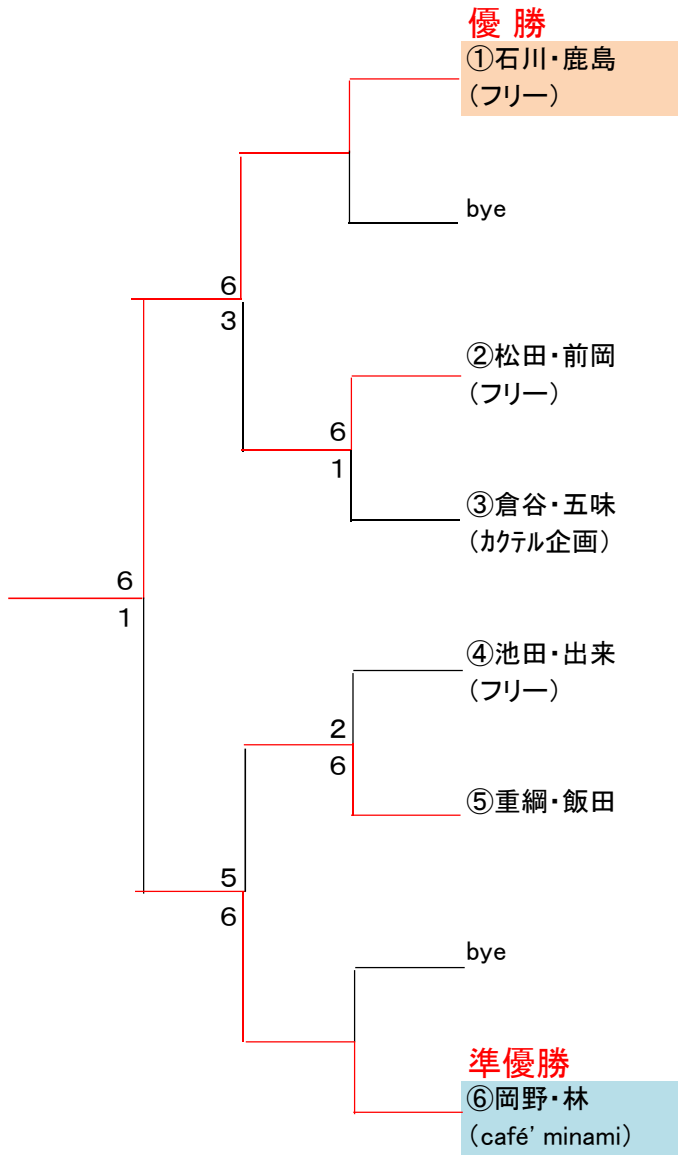 優 勝
①石川・鹿島
(フリー)
bye
6
3
②松田・前岡
(フリー)
6
1
③倉谷・五味
(ｶｸﾃﾙ企画)
6
1
④池田・出来
(フリー)
2
6
⑤重綱・飯田
5
6
bye
準優勝
⑥岡野・林
(café’ minami)